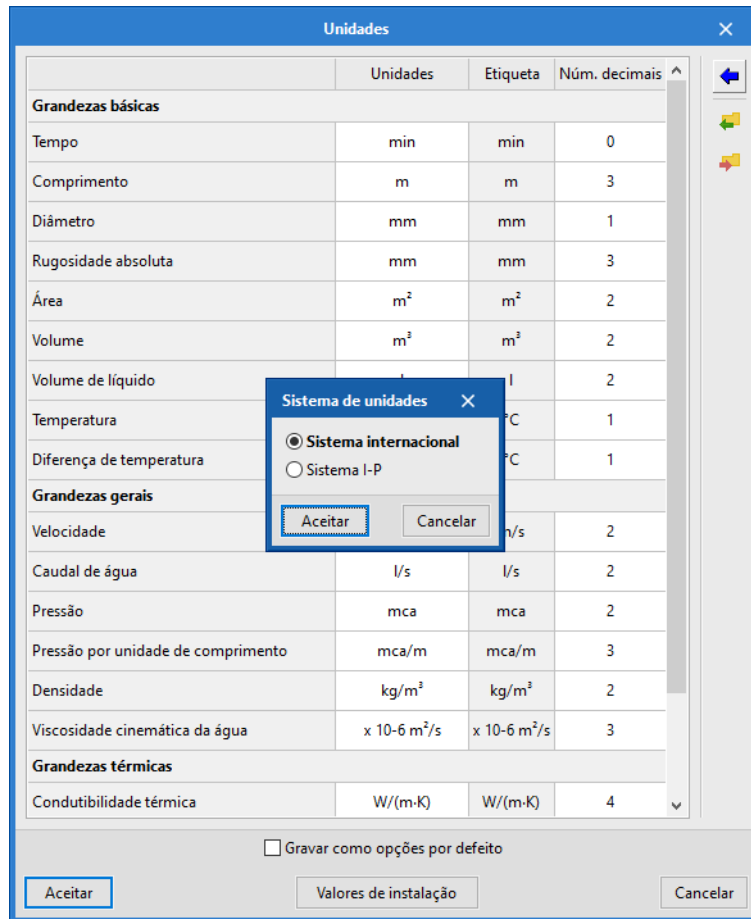 Unidades
Unidades Etiqueta Núm. decimais
Grandezas básicas
Tempo min min 0
Comprimento m m 3
Diâmetro mm mm 1
Rugosidade absoluta mm mm 3
Área m² m² 2
Volume m³ m³ 2
Volume de líquido l 2
Sistema de unidades
Temperatura °C 1
Sistema internacional
Diferença de temperatura °C 1
Sistema I-P
Grandezas gerais
Aceitar Cancelar
Velocidade m/s 2
Caudal de água l/s l/s 2
Pressão mca mca 2
Pressão por unidade de comprimento mca/m mca/m 3
Densidade kg/m³ kg/m³ 2
Viscosidade cinemática da água x 10-6 m²/s x 10-6 m²/s 3
Grandezas térmicas
Condutibilidade térmica W/(m·K) W/(m·K) 4
Gravar como opções por defeito
Aceitar Valores de instalação Cancelar